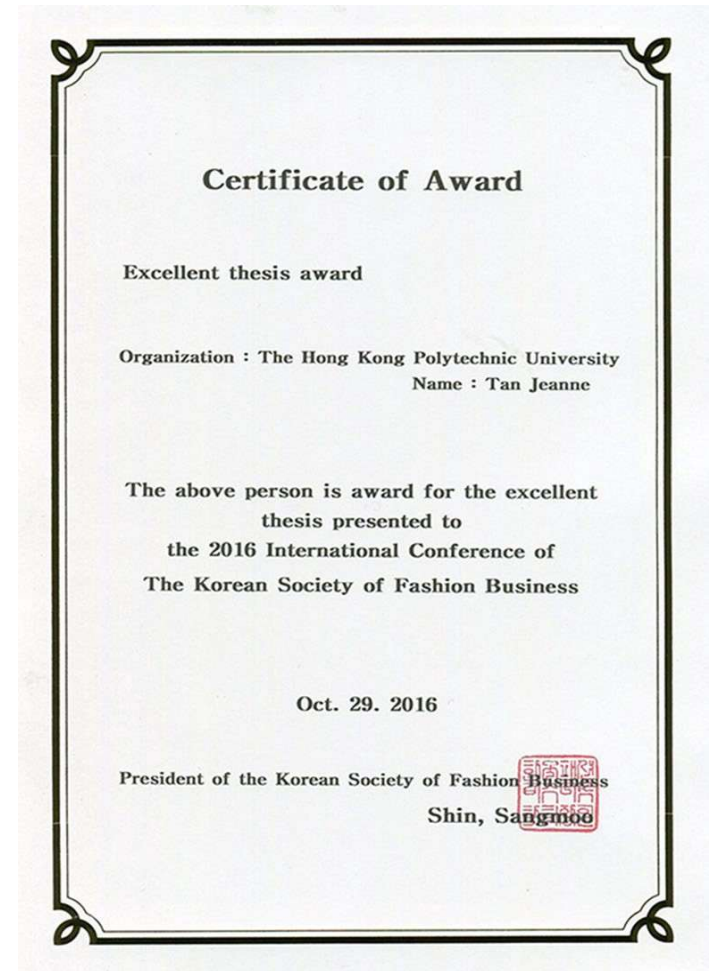 Certificate of Award
Excellent thesis award
Organization : The Hong Kong Polytechnic University
Name : Tan Jeanne
The above person is award for the excellent
thesis presented to
the 2016 International Conference of
The Korean Society of Fashion Business
Oct. 29. 2016
President of the Korean Society of Fashion Business
Shin, Sangmoo